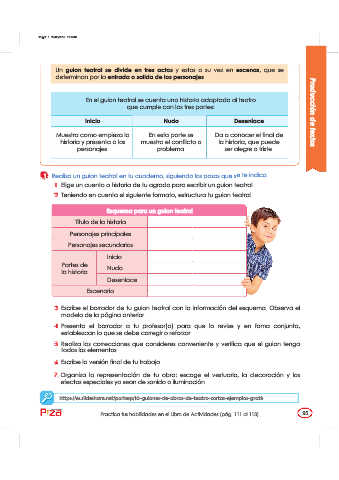 Un guion teatral se divide en tres actos y estos a su vez en escenas, que se
determinan por la entrada o salida de los personajes
En el guion teatral se cuenta una historia adaptada al teatro
que cumple con las tres partes:
Inicio
Nudo
Desenlace
Muestra como empieza la
historia y presenta a los
personajes
En esta parte se
muestra el conflicto o
problema
Da a conocer el final de
la historia, que puede
ser alegre o triste
Producción de textos
Realiza un guion teatral en tu cuaderno, siguiendo los pasos que se te indica
1 Elige un cuento o historia de tu agrado para escribir un guion teatral
2 Teniendo en cuenta el siguiente formato, estructura tu guion teatral
Esquema para un guion teatral
Título de la historia
Personajes principales
Personajes secundarios
Partes de
la historia
Inicio
Nudo
Desenlace
Escenario
3 Escribe el borrador de tu guion teatral con la información del esquema. Observa el
modelo de la página anterior
4 Presenta el borrador a tu profesor(a) para que lo revise y en forma conjunta,
establezcan lo que se debe corregir o reforzar
5 Realiza las correcciones que consideres conveniente y verifica que el guion tenga
todos los elementos
6 Escribe la versión final de tu trabajo
7 Organiza la representación de tu obra: escoge el vestuario, la decoración y los
efectos especiales ya sean de sonido o iluminación
https://es.slideshare.net/portserp/10-guiones-de-obras-de-teatro-cortas-ejemplos-gratis
Practica tus habilidades en el Libro de Actividades (pág. 111 al 113)
95